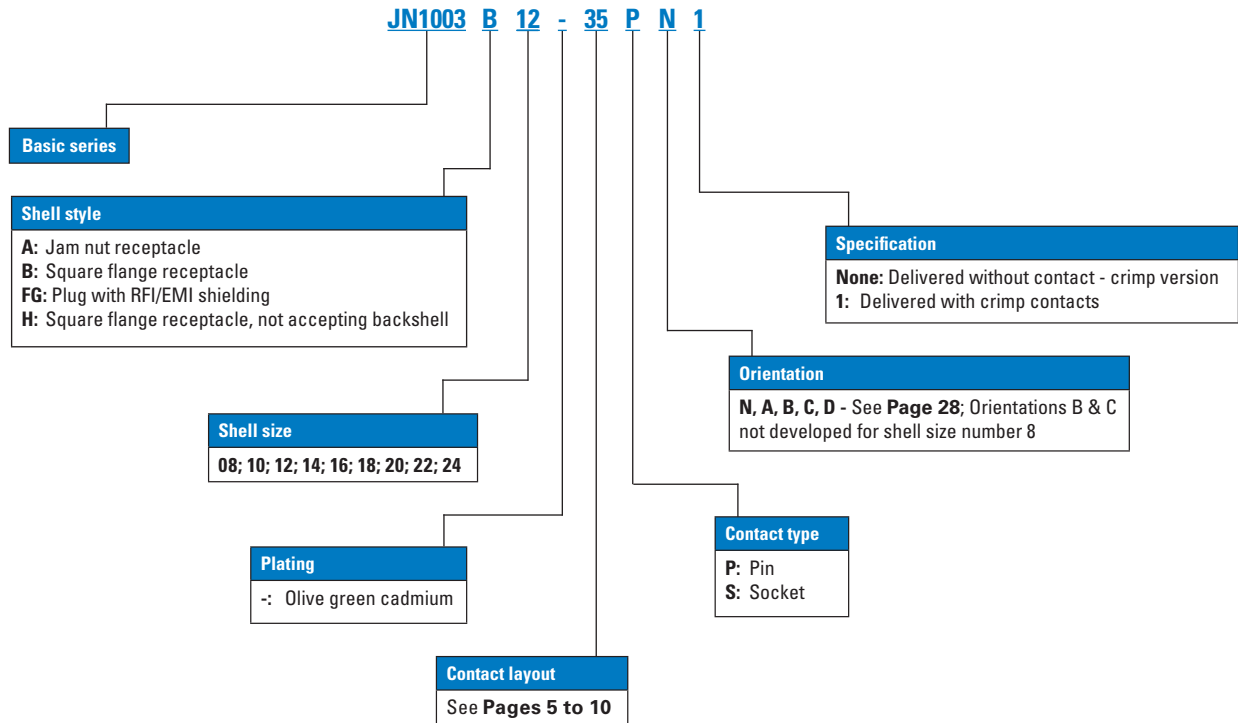 JN1003 B 12 - 35 P N 1
Basic series
Shell style
A: Jam nut receptacle
B: Square flange receptacle
FG: Plug with RFI/EMI shielding
H: Square flange receptacle, not accepting backshell
Specification
None: Delivered without contact - crimp version
1: Delivered with crimp contacts
Orientation
N, A, B, C, D - See Page 28; Orientations B & C
not developed for shell size number 8
Shell size
08; 10; 12; 14; 16; 18; 20; 22; 24
Contact type
P: Pin
S: Socket
Plating
-: Olive green cadmium
Contact layout
See Pages 5 to 10